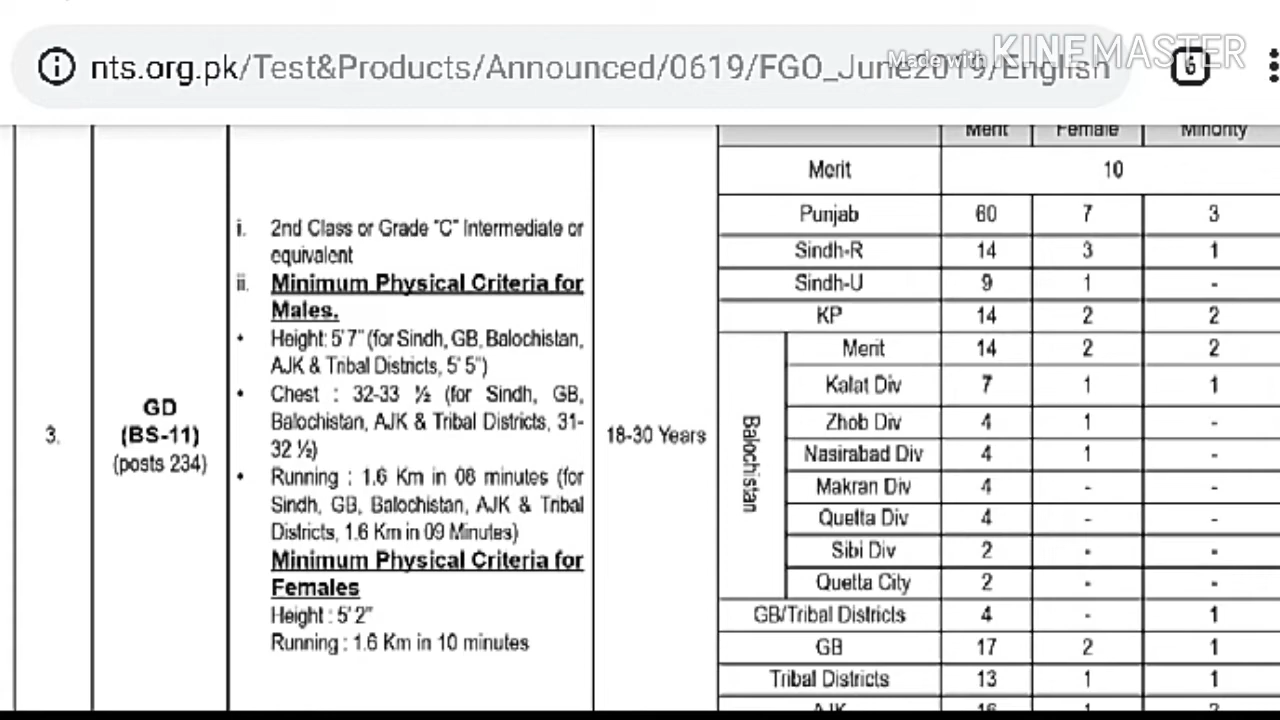 nts.org.pk/Test&Products/Announced/0619/FGO_June2019/English
Made with KINEMASTER
6
Merit Female Minority
Merit 10
Punjab 60 7 3
i. 2nd Class or Grade "C" Intermediate or
equivalent
ii. Minimum Physical Criteria for
Males.
• Height: 5'7" (for Sindh, GB, Balochistan,
AJK & Tribal Districts, 5' 5")
• Chest : 32-33 ½ (for Sindh, GB,
Balochistan, AJK & Tribal Districts, 31-
32 ½)
• Running : 1.6 Km in 08 minutes (for
Sindh, GB, Balochistan, AJK & Tribal
Districts, 1.6 Km in 09 Minutes)
Minimum Physical Criteria for
Females
Height : 5' 2"
Running : 1.6 Km in 10 minutes
3.
GD
(BS-11)
(posts 234)
18-30 Years
Sindh-R 14 3 1
Sindh-U 9 1 -
KP 14 2 2
Balochistan
Merit 14 2 2
Kalat Div 7 1 1
Zhob Div 4 1 -
Nasirabad Div 4 1 -
Makran Div 4 - -
Quetta Div 4 - -
Sibi Div 2 - -
Quetta City 2 - -
GB/Tribal Districts 4 - 1
GB 17 2 1
Tribal Districts 13 1 1
AJK 16 1 2